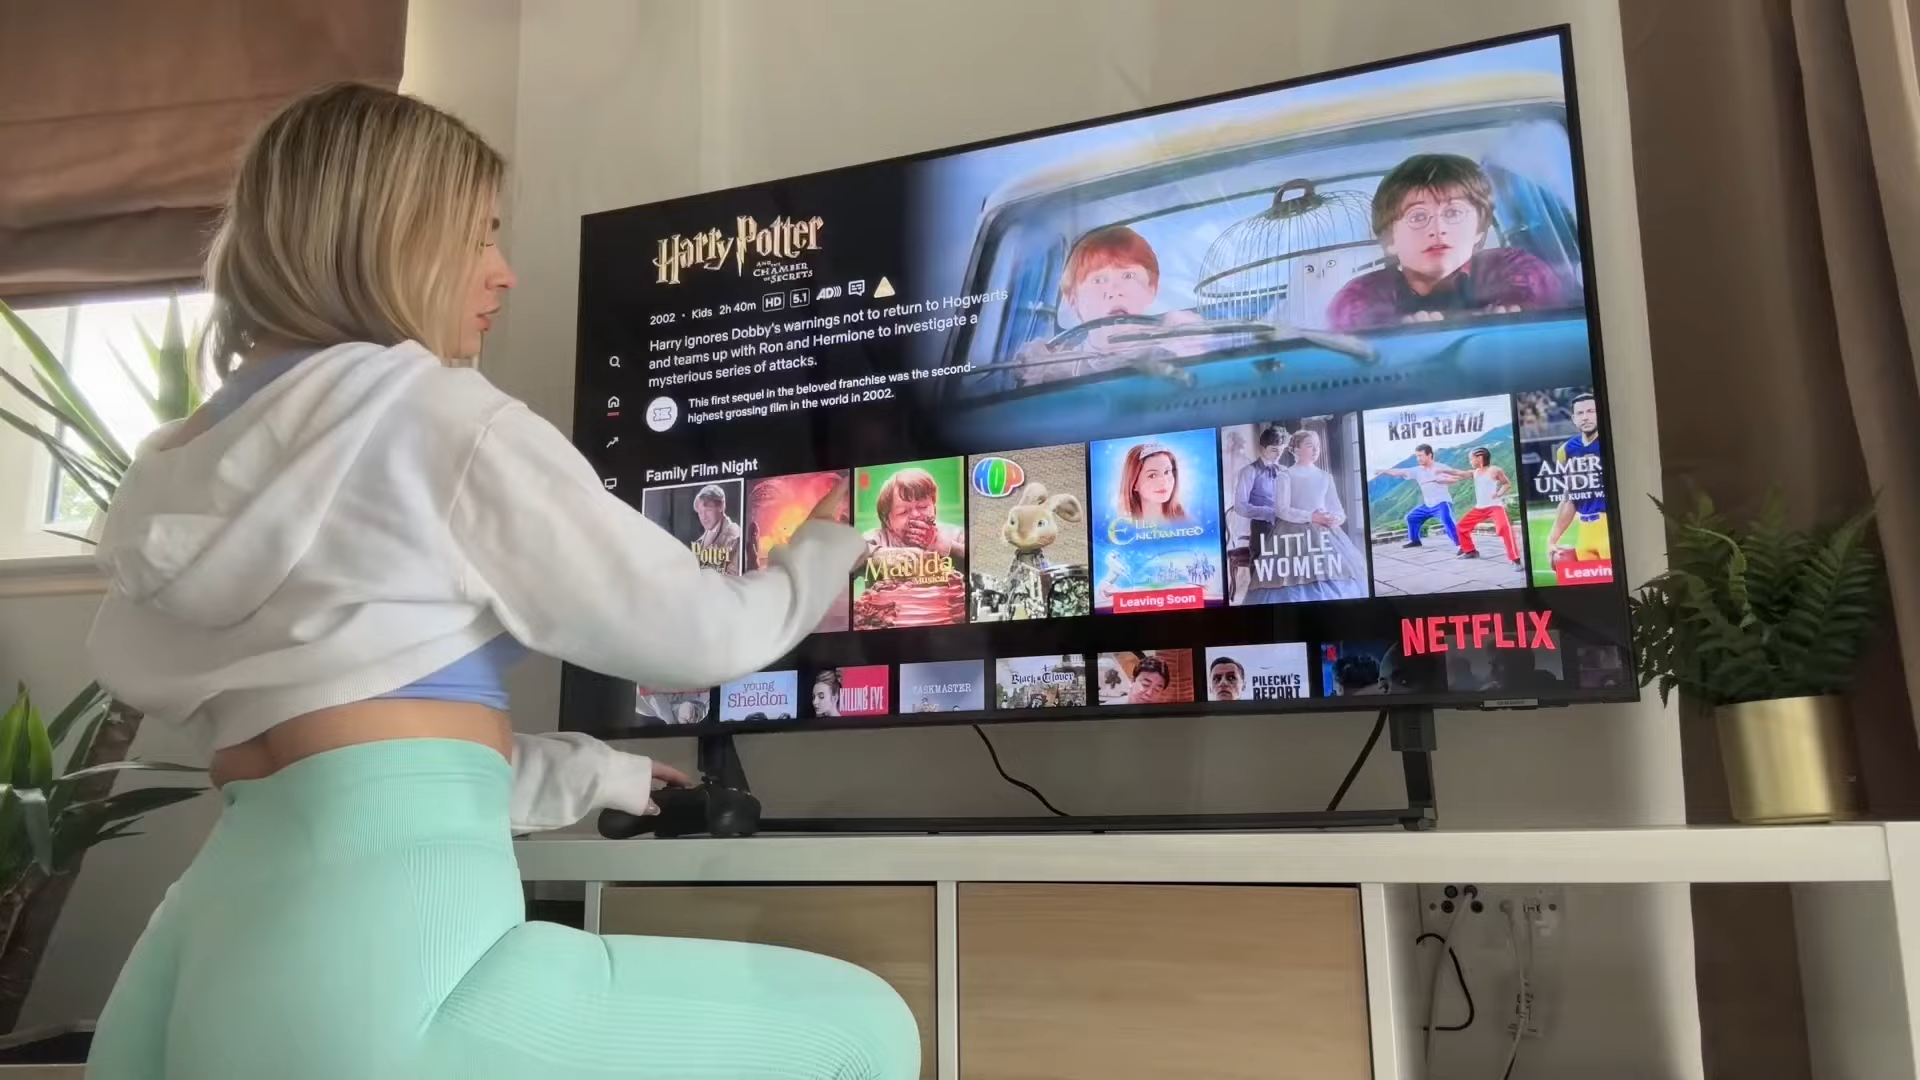 Harry Potter
AND THE
CHAMBER
OF SECRETS
2002 • Kids 2h 40m HD 5.1 AD
Harry ignores Dobby's warnings not to return to Hogwarts
and teams up with Ron and Hermione to investigate a
mysterious series of attacks.
This first sequel in the beloved franchise was the second-
highest grossing film in the world in 2002.
Family Film Night
Potter
Matilda
Musical
HOP
ELLA
ENCHANTED
Leaving Soon
LITTLE
WOMEN
the
KarateKid
AMER
UNDE
THE KURT W
Leavin
NETFLIX
young
Sheldon
KILLING EVE
TASKMASTER
Black Clover
PILECKI'S
REPORT
SAMSUNG